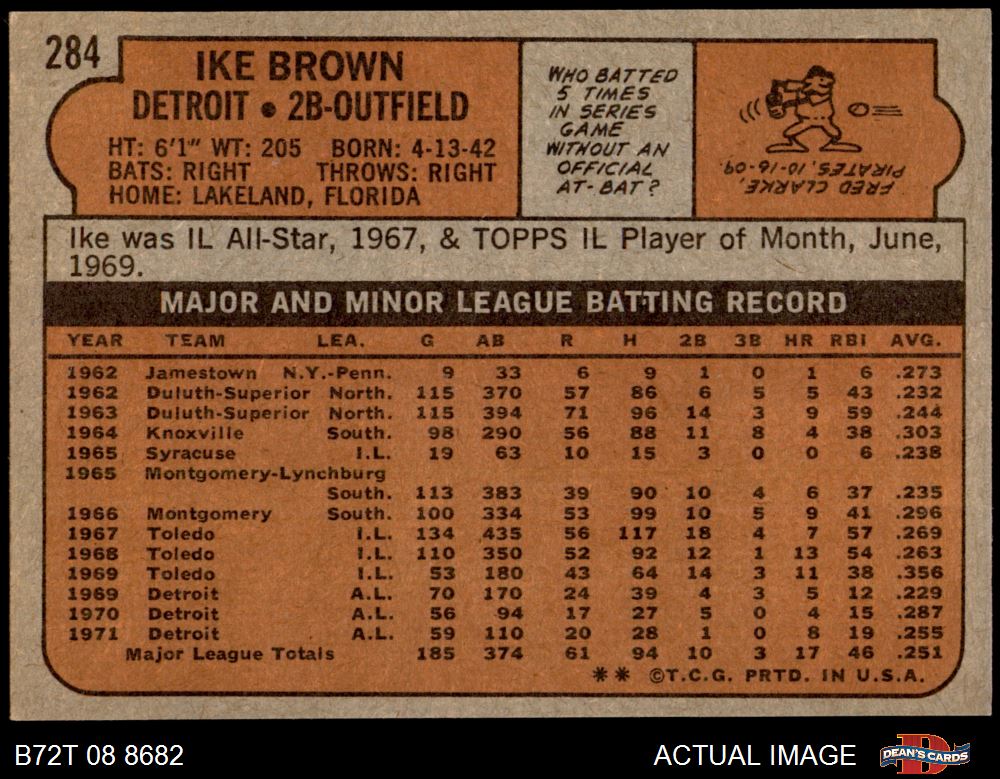 284
IKE BROWN
DETROIT • 2B-OUTFIELD
HT: 6'1" WT: 205 BORN: 4-13-42
BATS: RIGHT THROWS: RIGHT
HOME: LAKELAND, FLORIDA
WHO BATTED
5 TIMES
IN SERIES
GAME
WITHOUT AN
OFFICIAL
AT-BAT?
FRED CLARKE,
PIRATES, 10-16-09.
Ike was IL All-Star, 1967, & TOPPS IL Player of Month, June,
1969.
MAJOR AND MINOR LEAGUE BATTING RECORD
YEAR TEAM LEA. G AB R H 2B 3B HR RBI AVG.
1962 Jamestown N.Y.-Penn. 9 33 6 9 1 0 1 6 .273
1962 Duluth-Superior North. 115 370 57 86 6 5 5 43 .232
1963 Duluth-Superior North. 115 394 71 96 14 3 9 59 .244
1964 Knoxville South. 98 290 56 88 11 8 4 38 .303
1965 Syracuse I.L. 19 63 10 15 3 0 0 6 .238
1965 Montgomery-Lynchburg
South. 113 383 39 90 10 4 6 37 .235
1966 Montgomery South. 100 334 53 99 10 5 9 41 .296
1967 Toledo I.L. 134 435 56 117 18 4 7 57 .269
1968 Toledo I.L. 110 350 52 92 12 1 13 54 .263
1969 Toledo I.L. 53 180 43 64 14 3 11 38 .356
1969 Detroit A.L. 70 170 24 39 4 3 5 12 .229
1970 Detroit A.L. 56 94 17 27 5 0 4 15 .287
1971 Detroit A.L. 59 110 20 28 1 0 8 19 .255
Major League Totals 185 374 61 94 10 3 17 46 .251
** ©T.C.G. PRTD. IN U.S.A.
B72T 08 8682
ACTUAL IMAGE
DEAN'S CARDS